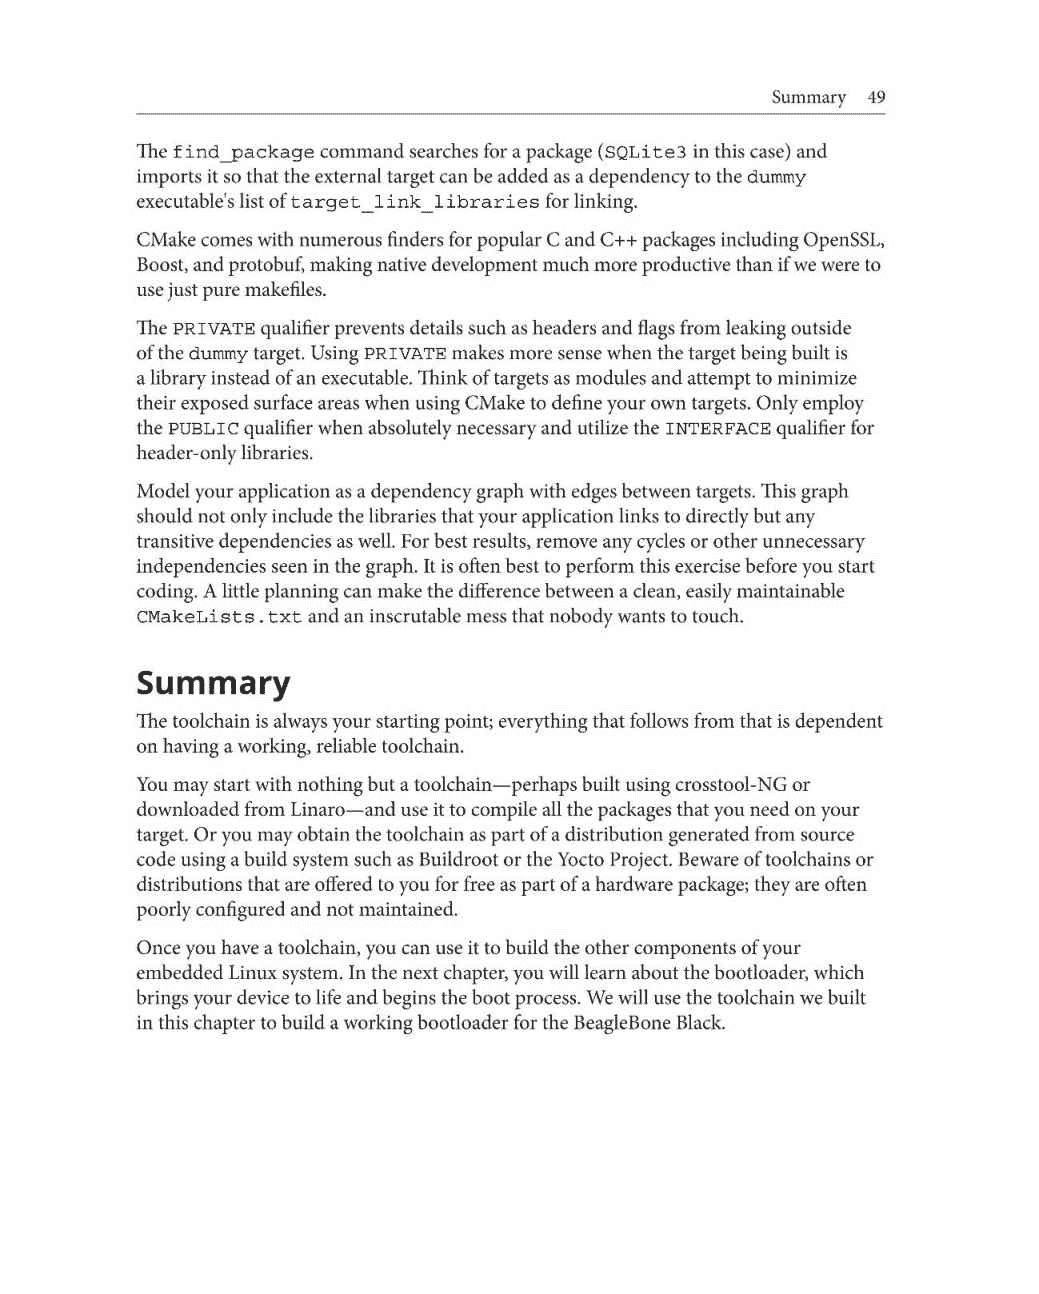 Summary 49
The find_package command searches for a package (SQLite3 in this case) and
imports it so that the external target can be added as a dependency to the dummy
executable's list of target_link_libraries for linking.
CMake comes with numerous finders for popular C and C++ packages including OpenSSL,
Boost, and protobuf, making native development much more productive than if we were to
use just pure makefiles.
The PRIVATE qualifier prevents details such as headers and flags from leaking outside
of the dummy target. Using PRIVATE makes more sense when the target being built is
a library instead of an executable. Think of targets as modules and attempt to minimize
their exposed surface areas when using CMake to define your own targets. Only employ
the PUBLIC qualifier when absolutely necessary and utilize the INTERFACE qualifier for
header-only libraries.
Model your application as a dependency graph with edges between targets. This graph
should not only include the libraries that your application links to directly but any
transitive dependencies as well. For best results, remove any cycles or other unnecessary
independencies seen in the graph. It is often best to perform this exercise before you start
coding. A little planning can make the difference between a clean, easily maintainable
CMakeLists.txt and an inscrutable mess that nobody wants to touch.
Summary
The toolchain is always your starting point; everything that follows from that is dependent
on having a working, reliable toolchain.
You may start with nothing but a toolchain—perhaps built using crosstool-NG or
downloaded from Linaro—and use it to compile all the packages that you need on your
target. Or you may obtain the toolchain as part of a distribution generated from source
code using a build system such as Buildroot or the Yocto Project. Beware of toolchains or
distributions that are offered to you for free as part of a hardware package; they are often
poorly configured and not maintained.
Once you have a toolchain, you can use it to build the other components of your
embedded Linux system. In the next chapter, you will learn about the bootloader, which
brings your device to life and begins the boot process. We will use the toolchain we built
in this chapter to build a working bootloader for the BeagleBone Black.